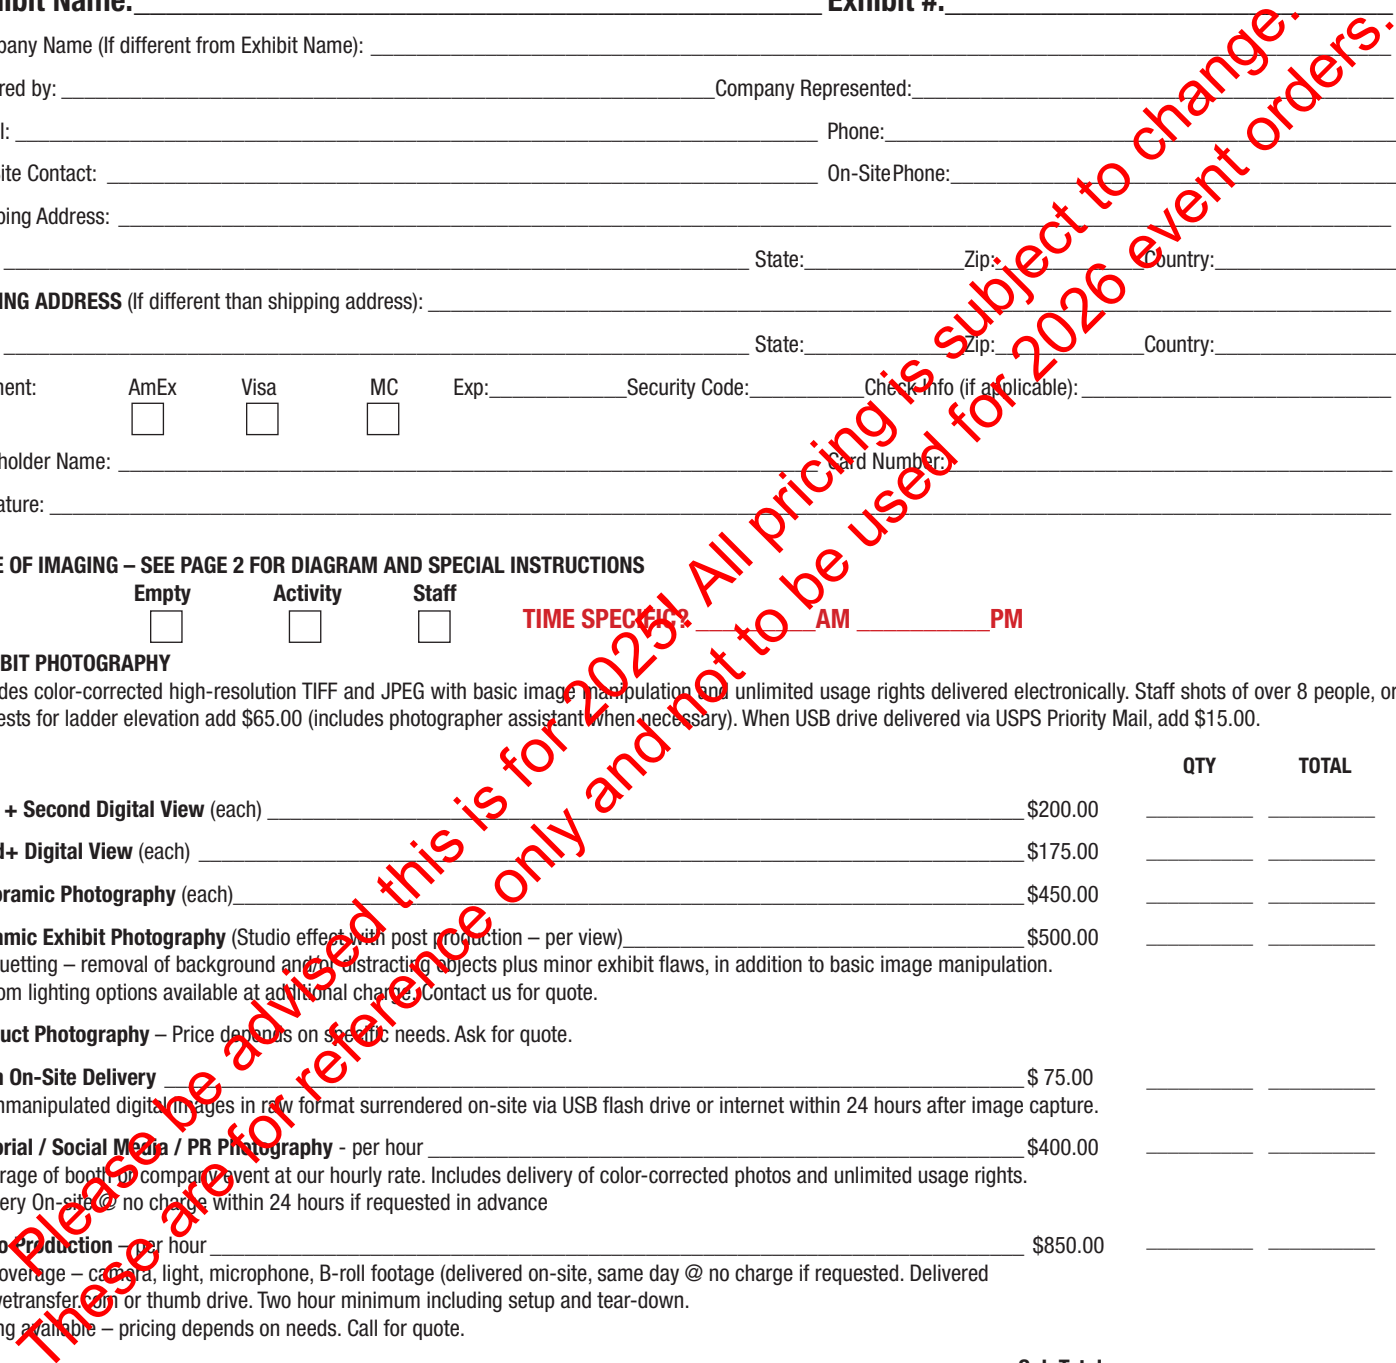 ibit Name: Exhibit #:
pany Name (If different from Exhibit Name):
red by: Company Represented:
l: Phone:
ite Contact: On-Site Phone:
ping Address:
State: Zip: Country:
NG ADDRESS (If different than shipping address):
State: Zip: Country:
ment: AmEx Visa MC Exp: Security Code: Check Info (if applicable):
holder Name: Card Number:
ature:
E OF IMAGING – SEE PAGE 2 FOR DIAGRAM AND SPECIAL INSTRUCTIONS
Empty Activity Staff
TIME SPECIFIC? AM PM
BIT PHOTOGRAPHY
des color-corrected high-resolution TIFF and JPEG with basic image manipulation and unlimited usage rights delivered electronically. Staff shots of over 8 people, or
ests for ladder elevation add $65.00 (includes photographer assistant when necessary). When USB drive delivered via USPS Priority Mail, add $15.00.
QTY TOTAL
+ Second Digital View (each) $200.00
d+ Digital View (each) $175.00
oramic Photography (each) $450.00
amic Exhibit Photography (Studio effect with post production – per view) $500.00
uetting – removal of background and/or distracting objects plus minor exhibit flaws, in addition to basic image manipulation.
om lighting options available at additional charge. Contact us for quote.
uct Photography – Price depends on specific needs. Ask for quote.
n On-Site Delivery $ 75.00
nmanipulated digital images in raw format surrendered on-site via USB flash drive or internet within 24 hours after image capture.
orial / Social Media / PR Photography - per hour $400.00
rage of booth or company event at our hourly rate. Includes delivery of color-corrected photos and unlimited usage rights.
ery On-site @ no charge within 24 hours if requested in advance
o Production – per hour $850.00
overage – camera, light, microphone, B-roll footage (delivered on-site, same day @ no charge if requested. Delivered
wetransfer.com or thumb drive. Two hour minimum including setup and tear-down.
ng available – pricing depends on needs. Call for quote.
Sub Total
Please be advised this is for 2025! All pricing is subject to change.
These are for reference only and not to be used for 2026 event orders.